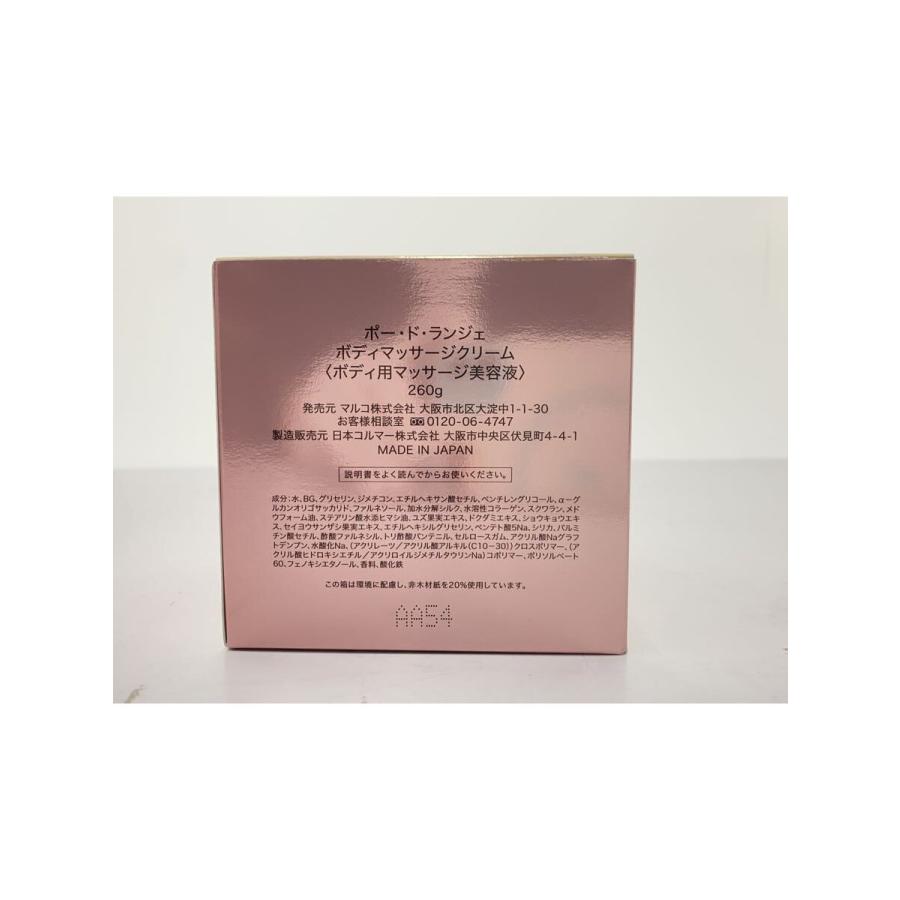 ポー・ド・ランジェ
ボディマッサージクリーム
〈ボディ用マッサージ美容液〉
260g
発売元 マルコ株式会社 大阪市北区大淀中1-1-30
お客様相談室 0120-06-4747
製造販売元 日本コルマー株式会社 大阪市中央区伏見町4-4-1
MADE IN JAPAN
説明書をよく読んでからお使いください。
成分:水、BG、グリセリン、ジメチコン、エチルヘキサン酸セチル、ペンチレングリコール、α-グ
ルカンオリゴサッカリド、ファルネソール、加水分解シルク、水溶性コラーゲン、スクワラン、メド
ウフォーム油、ステアリン酸水添ヒマシ油、ユズ果実エキス、ドクダミエキス、ショウキョウエキ
ス、セイヨウサンザシ果実エキス、エチルヘキシルグリセリン、ペンテト酸5Na、シリカ、パルミ
チン酸セチル、酢酸ファルネシル、トリ酢酸パンテニル、セルロースガム、アクリル酸Naグラフ
トデンプン、水酸化Na、(アクリレーツ/アクリル酸アルキル(C10-30))クロスポリマー、(ア
クリル酸ヒドロキシエチル/アクリロイルジメチルタウリンNa)コポリマー、ポリソルベート
60、フェノキシエタノール、香料、酸化鉄
この箱は環境に配慮し、非木材紙を20%使用しています。
AA54